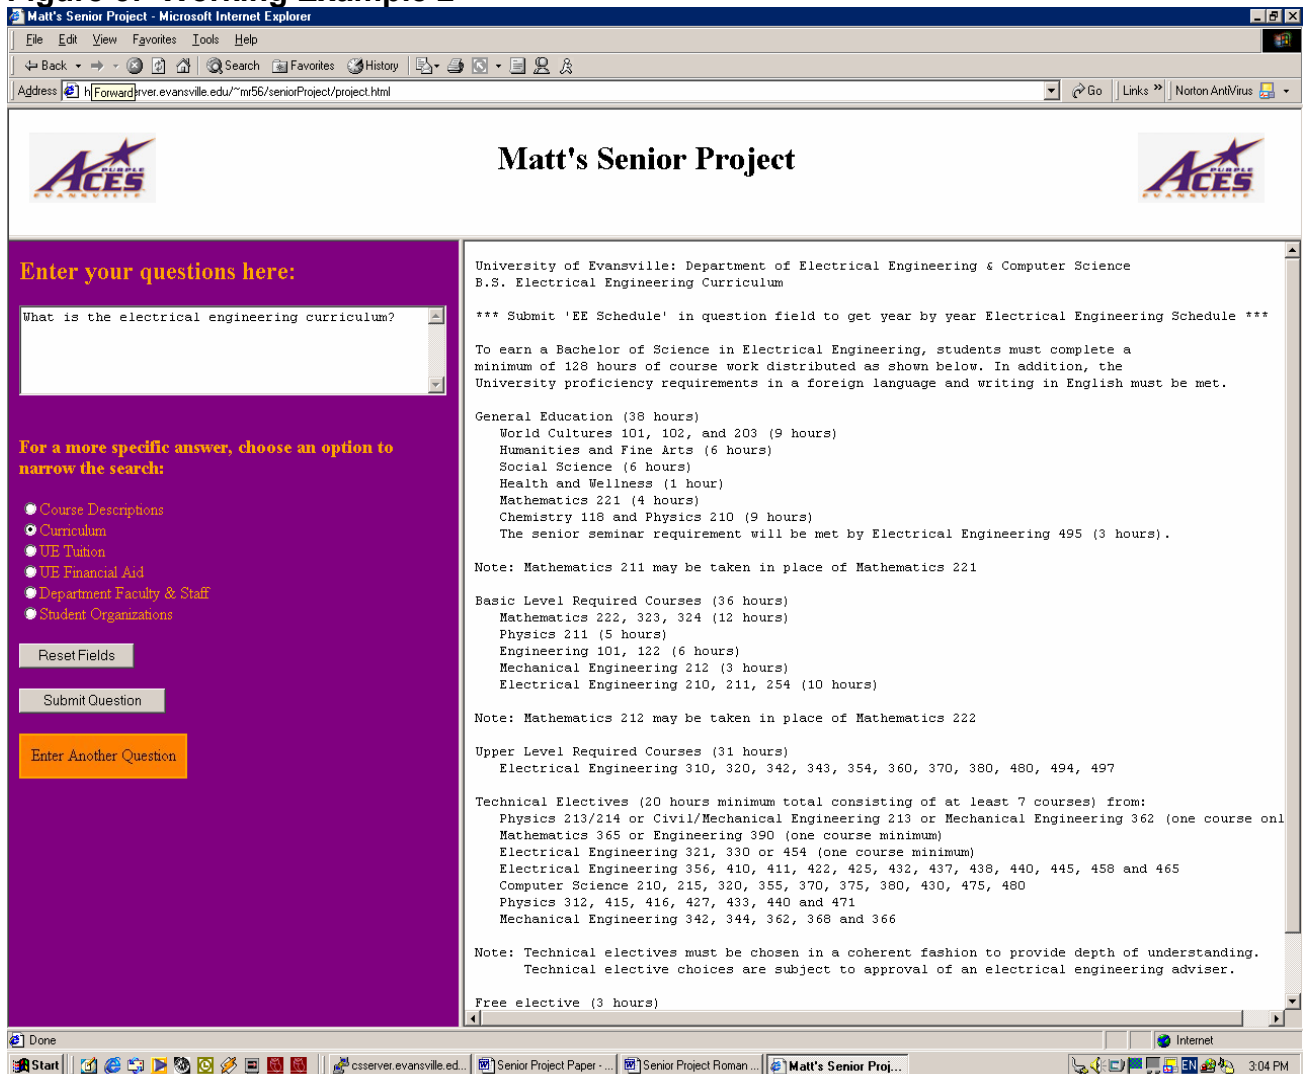 Matt's Senior Project - Microsoft Internet Explorer
File Edit View Favorites Tools Help
Back Search Favorites History
Address h Forward rver.evansville.edu/~mr56/seniorProject/project.html Go Links » Norton AntiVirus
ACES PURPLE EVANSVILLE
Matt's Senior Project
ACES PURPLE EVANSVILLE
Enter your questions here:
What is the electrical engineering curriculum?
For a more specific answer, choose an option to
narrow the search:
Course Descriptions
Curriculum
UE Tuition
UE Financial Aid
Department Faculty & Staff
Student Organizations
Reset Fields
Submit Question
Enter Another Question
University of Evansville: Department of Electrical Engineering & Computer Science
B.S. Electrical Engineering Curriculum
*** Submit 'EE Schedule' in question field to get year by year Electrical Engineering Schedule ***
To earn a Bachelor of Science in Electrical Engineering, students must complete a
minimum of 128 hours of course work distributed as shown below. In addition, the
University proficiency requirements in a foreign language and writing in English must be met.
General Education (38 hours)
World Cultures 101, 102, and 203 (9 hours)
Humanities and Fine Arts (6 hours)
Social Science (6 hours)
Health and Wellness (1 hour)
Mathematics 221 (4 hours)
Chemistry 118 and Physics 210 (9 hours)
The senior seminar requirement will be met by Electrical Engineering 495 (3 hours).
Note: Mathematics 211 may be taken in place of Mathematics 221
Basic Level Required Courses (36 hours)
Mathematics 222, 323, 324 (12 hours)
Physics 211 (5 hours)
Engineering 101, 122 (6 hours)
Mechanical Engineering 212 (3 hours)
Electrical Engineering 210, 211, 254 (10 hours)
Note: Mathematics 212 may be taken in place of Mathematics 222
Upper Level Required Courses (31 hours)
Electrical Engineering 310, 320, 342, 343, 354, 360, 370, 380, 480, 494, 497
Technical Electives (20 hours minimum total consisting of at least 7 courses) from:
Physics 213/214 or Civil/Mechanical Engineering 213 or Mechanical Engineering 362 (one course onl
Mathematics 365 or Engineering 390 (one course minimum)
Electrical Engineering 321, 330 or 454 (one course minimum)
Electrical Engineering 356, 410, 411, 422, 425, 432, 437, 438, 440, 445, 458 and 465
Computer Science 210, 215, 320, 355, 370, 375, 380, 430, 475, 480
Physics 312, 415, 416, 427, 433, 440 and 471
Mechanical Engineering 342, 344, 362, 368 and 366
Note: Technical electives must be chosen in a coherent fashion to provide depth of understanding.
Technical elective choices are subject to approval of an electrical engineering adviser.
Free elective (3 hours)
Done Internet
Start csserver.evansville.ed... Senior Project Paper - ... Senior Project Roman ... Matt's Senior Proj... EN 3:04 PM